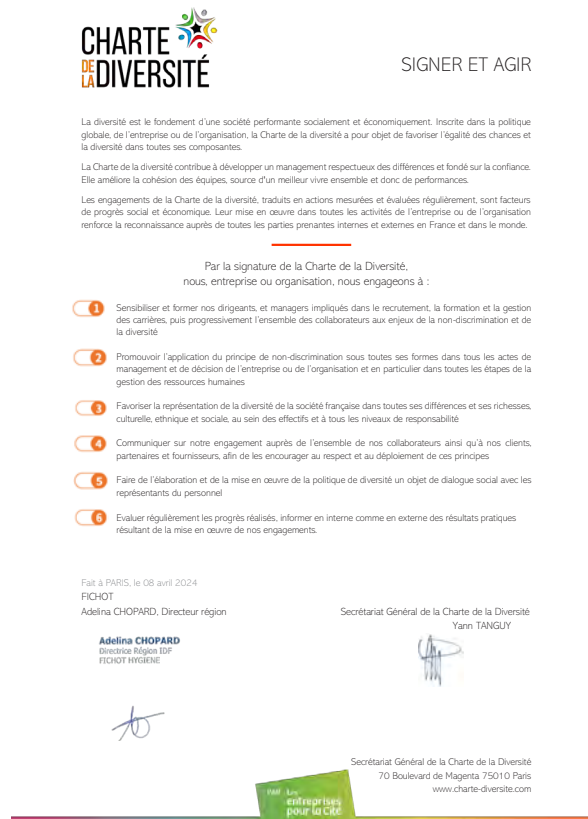 CHARTE
DE LA DIVERSITÉ
SIGNER ET AGIR
La diversité est le fondement d'une société performante socialement et économiquement. Inscrite dans la politique
globale, de l'entreprise ou de l'organisation, la Charte de la diversité a pour objet de favoriser l'égalité des chances et
la diversité dans toutes ses composantes.
La Charte de la diversité contribue à développer un management respectueux des différences et fondé sur la confiance.
Elle améliore la cohésion des équipes, source d'un meilleur vivre ensemble et donc de performances.
Les engagements de la Charte de la diversité, traduits en actions mesurées et évaluées régulièrement, sont facteurs
de progrès social et économique. Leur mise en œuvre dans toutes les activités de l'entreprise ou de l'organisation
renforce la reconnaissance auprès de toutes les parties prenantes internes et externes en France et dans le monde.
Par la signature de la Charte de la Diversité,
nous, entreprise ou organisation, nous engageons à :
1 Sensibiliser et former nos dirigeants, et managers impliqués dans le recrutement, la formation et la gestion
des carrières, puis progressivement l'ensemble des collaborateurs aux enjeux de la non-discrimination et de
la diversité
2 Promouvoir l'application du principe de non-discrimination sous toutes ses formes dans tous les actes de
management et de décision de l'entreprise ou de l'organisation et en particulier dans toutes les étapes de la
gestion des ressources humaines
3 Favoriser la représentation de la diversité de la société française dans toutes ses différences et ses richesses,
culturelle, ethnique et sociale, au sein des effectifs et à tous les niveaux de responsabilité
4 Communiquer sur notre engagement auprès de l'ensemble de nos collaborateurs ainsi qu'à nos clients,
partenaires et fournisseurs, afin de les encourager au respect et au déploiement de ces principes
5 Faire de l'élaboration et de la mise en œuvre de la politique de diversité un objet de dialogue social avec les
représentants du personnel
6 Evaluer régulièrement les progrès réalisés, informer en interne comme en externe des résultats pratiques
résultant de la mise en œuvre de nos engagements.
Fait à PARIS, le 08 avril 2024
FICHOT
Adelina CHOPARD, Directeur région
Secrétariat Général de la Charte de la Diversité
Yann TANGUY
Adelina CHOPARD
Directrice Région IDF
FICHOT HYGIENE
Secrétariat Général de la Charte de la Diversité
70 Boulevard de Magenta 75010 Paris
www.charte-diversite.com
Les
entreprises
pour la Cité